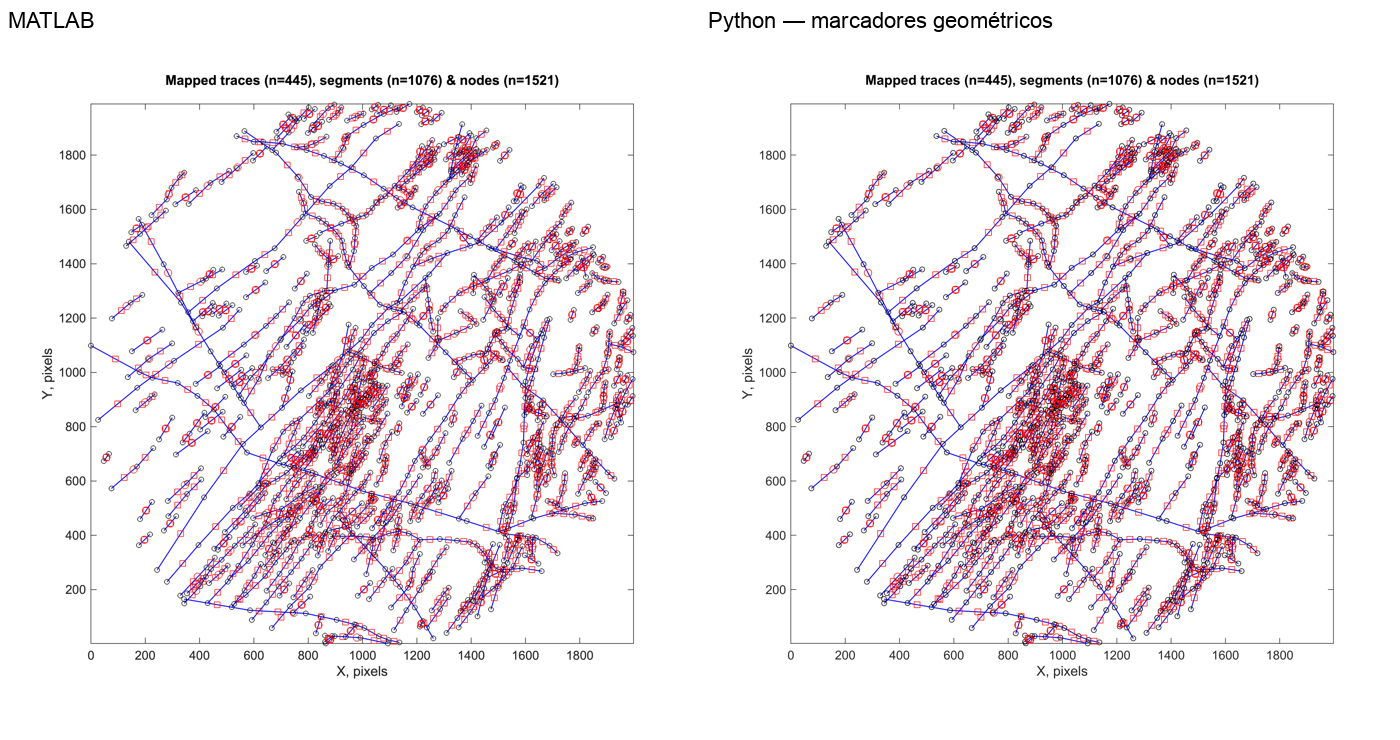 MATLAB
Python — marcadores geométricos
Mapped traces (n=445), segments (n=1076) & nodes (n=1521)
Y, pixels
1800
1600
1400
1200
1000
800
600
400
200
0 200 400 600 800 1000 1200 1400 1600 1800
X, pixels
Mapped traces (n=445), segments (n=1076) & nodes (n=1521)
Y, pixels
1800
1600
1400
1200
1000
800
600
400
200
0 200 400 600 800 1000 1200 1400 1600 1800
X, pixels